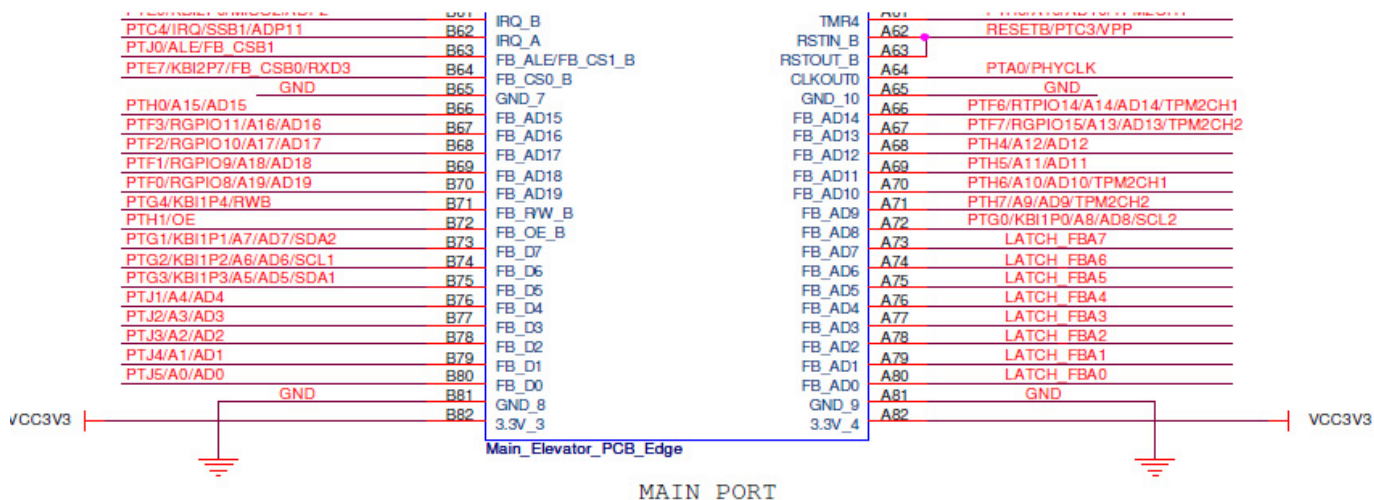 B61 IRQ_B TMR4 A61
PTC4/IRQ/SSB1/ADP11 B62 IRQ_A RSTIN_B A62 RESETB/PTC3/VPP
PTJ0/ALE/FB_CSB1 B63 FB_ALE/FB_CS1_B RSTOUT_B A63
PTE7/KBI2P7/FB_CSB0/RXD3 B64 FB_CS0_B CLKOUT0 A64 PTA0/PHYCLK
GND B65 GND_7 GND_10 A65 GND
PTH0/A15/AD15 B66 FB_AD15 FB_AD14 A66 PTF6/RTPIO14/A14/AD14/TPM2CH1
PTF3/RGPIO11/A16/AD16 B67 FB_AD16 FB_AD13 A67 PTF7/RGPIO15/A13/AD13/TPM2CH2
PTF2/RGPIO10/A17/AD17 B68 FB_AD17 FB_AD12 A68 PTH4/A12/AD12
PTF1/RGPIO9/A18/AD18 B69 FB_AD18 FB_AD11 A69 PTH5/A11/AD11
PTF0/RGPIO8/A19/AD19 B70 FB_AD19 FB_AD10 A70 PTH6/A10/AD10/TPM2CH1
PTG4/KBI1P4/RWB B71 FB_R/W_B FB_AD9 A71 PTH7/A9/AD9/TPM2CH2
PTH1/OE B72 FB_OE_B FB_AD8 A72 PTG0/KBI1P0/A8/AD8/SCL2
PTG1/KBI1P1/A7/AD7/SDA2 B73 FB_D7 FB_AD7 A73 LATCH_FBA7
PTG2/KBI1P2/A6/AD6/SCL1 B74 FB_D6 FB_AD6 A74 LATCH_FBA6
PTG3/KBI1P3/A5/AD5/SDA1 B75 FB_D5 FB_AD5 A75 LATCH_FBA5
PTJ1/A4/AD4 B76 FB_D4 FB_AD4 A76 LATCH_FBA4
PTJ2/A3/AD3 B77 FB_D3 FB_AD3 A77 LATCH_FBA3
PTJ3/A2/AD2 B78 FB_D2 FB_AD2 A78 LATCH_FBA2
PTJ4/A1/AD1 B79 FB_D1 FB_AD1 A79 LATCH_FBA1
PTJ5/A0/AD0 B80 FB_D0 FB_AD0 A80 LATCH_FBA0
GND B81 GND_8 GND_9 A81 GND
VCC3V3 B82 3.3V_3 3.3V_4 A82 VCC3V3
Main_Elevator_PCB_Edge
MAIN PORT